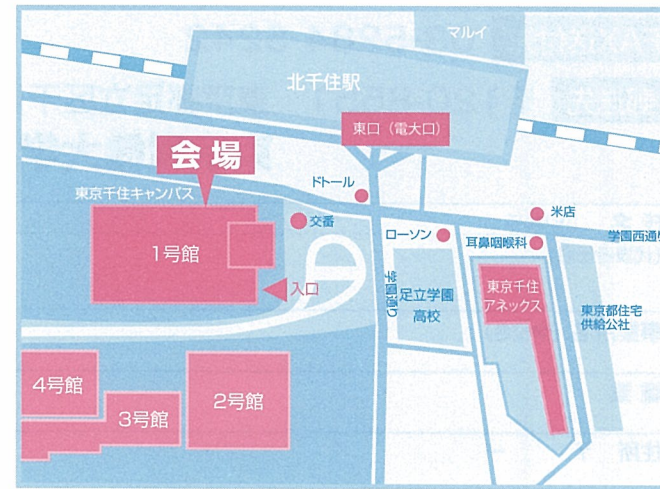 マルイ
北千住駅
東口（電大口）
会場
東京千住キャンパス
ドトール
交番
米店
ローソン
耳鼻咽喉科
学園西通り
1号館
入口
学園通り
足立学園
高校
東京千住
アネックス
東京都住宅
供給公社
4号館
3号館
2号館